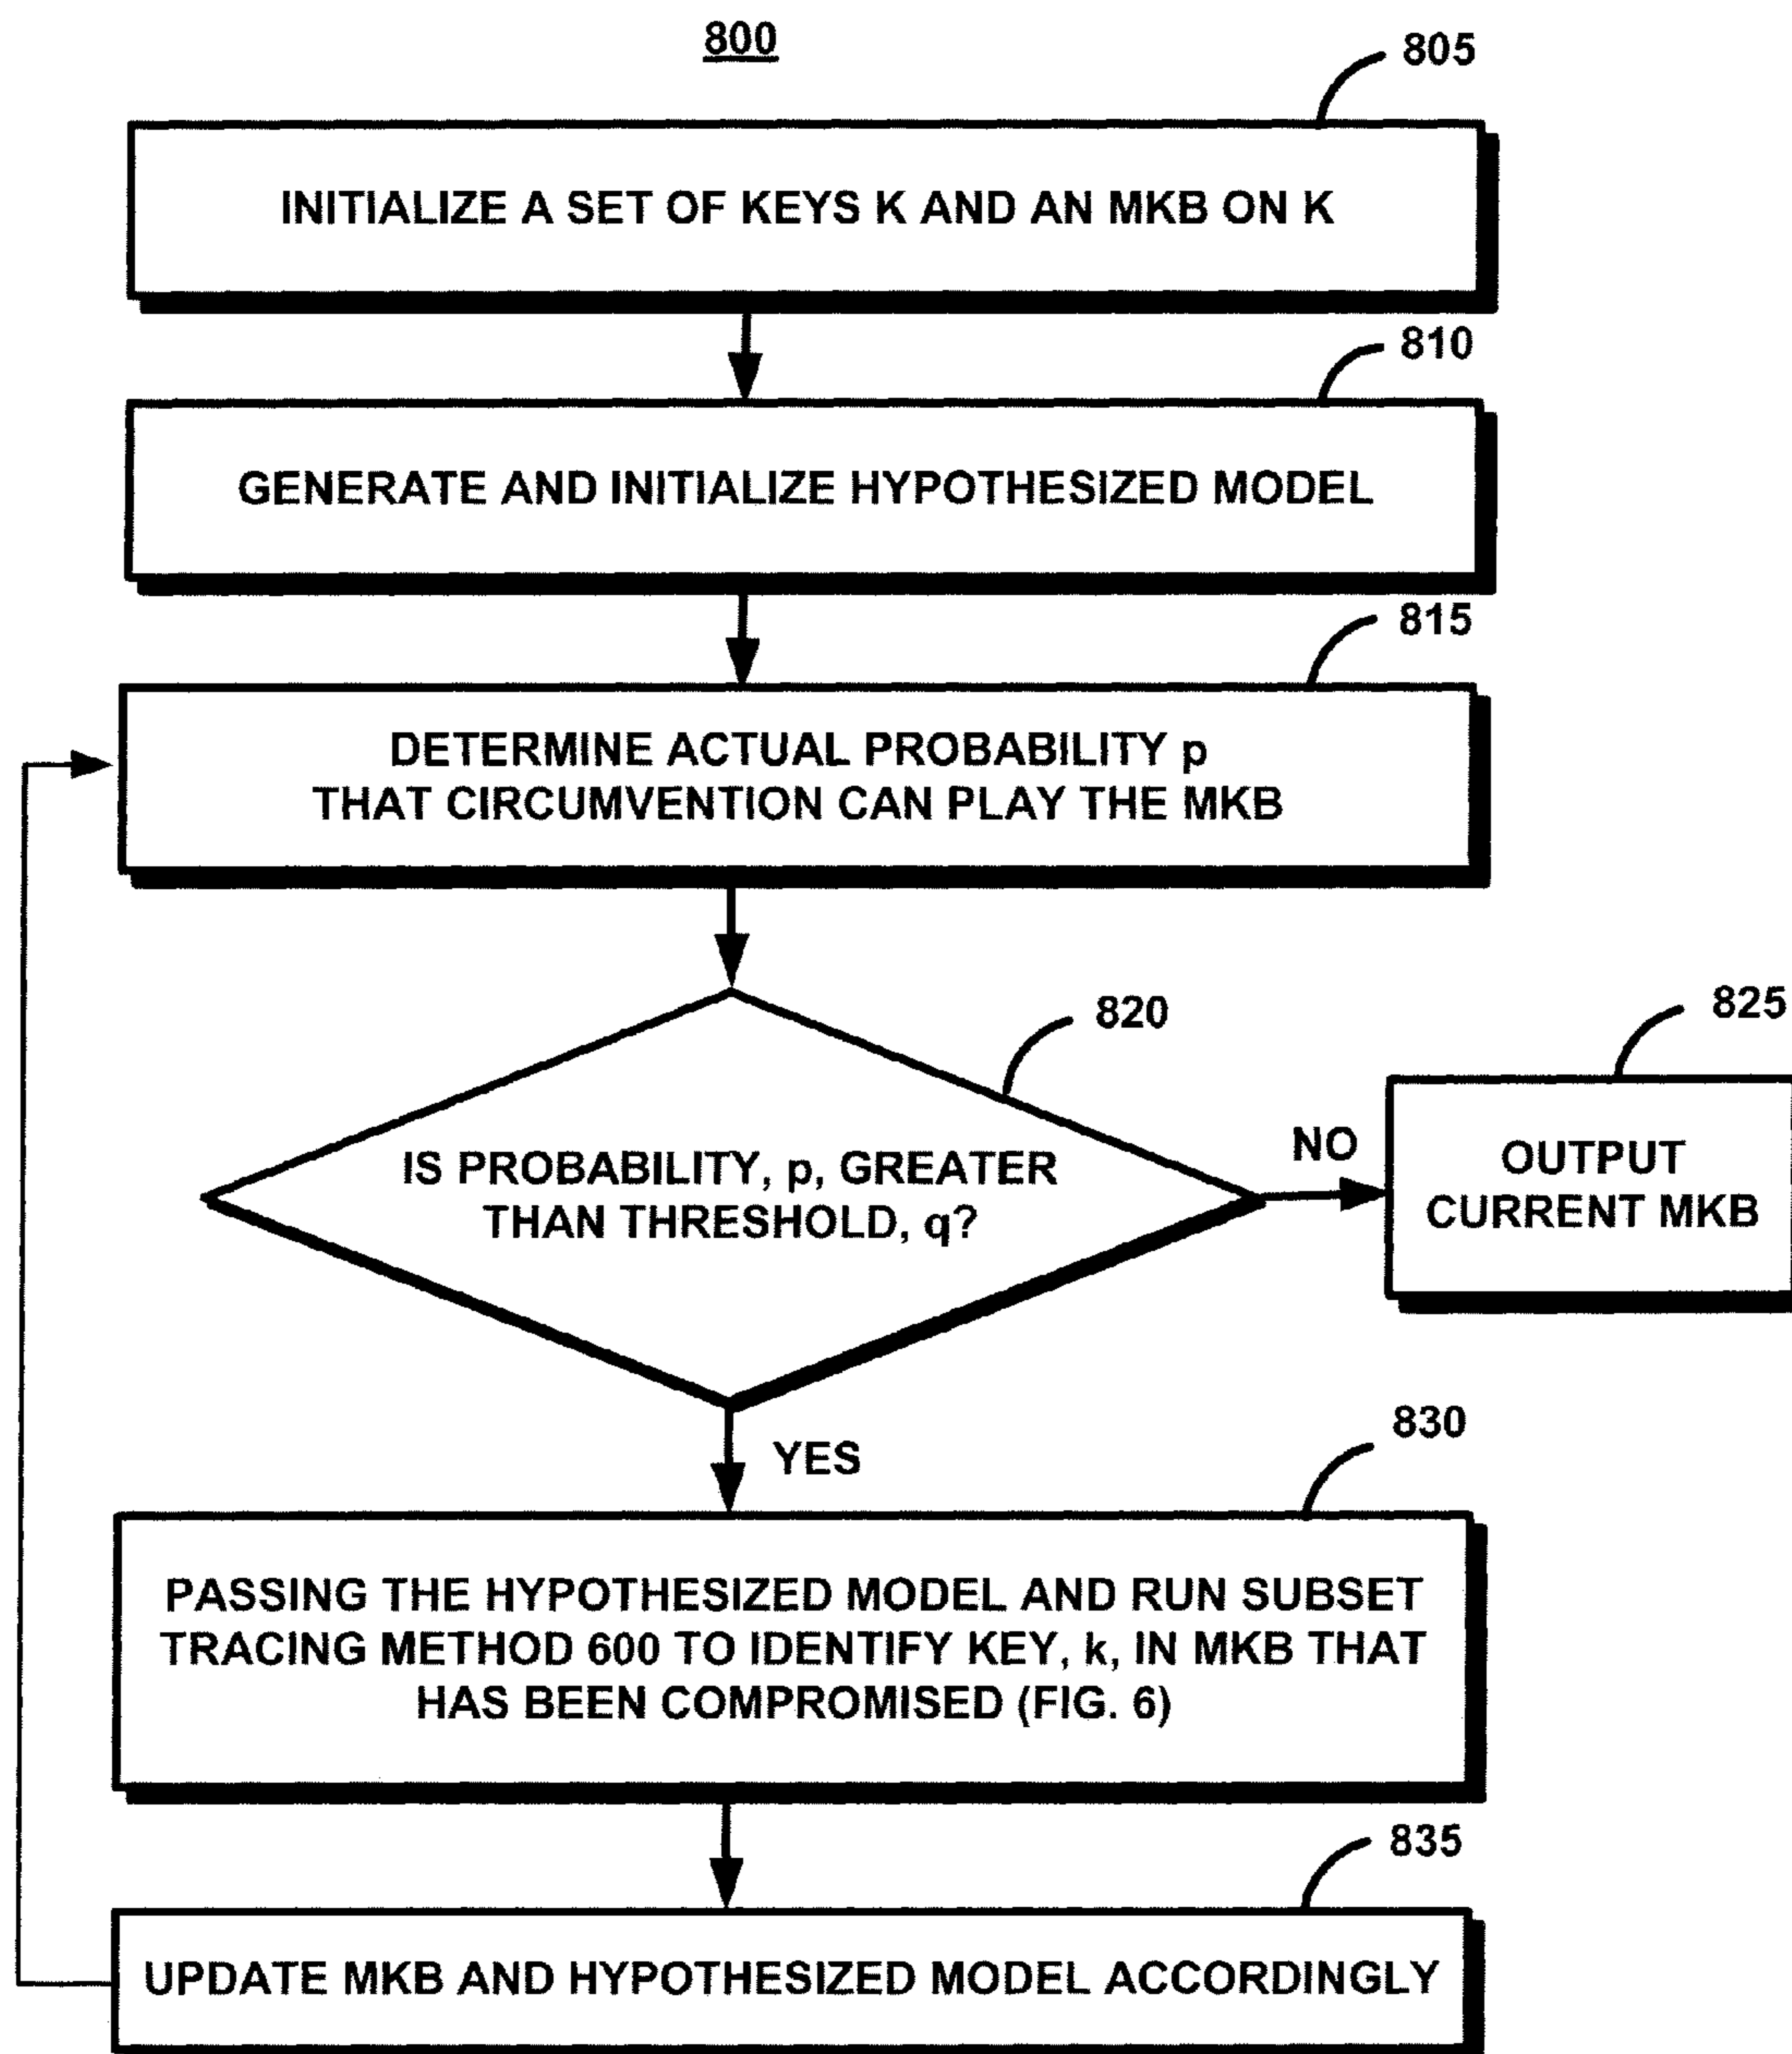 800
805
INITIALIZE A SET OF KEYS K AND AN MKB ON K
810
GENERATE AND INITIALIZE HYPOTHESIZED MODEL
815
DETERMINE ACTUAL PROBABILITY p
THAT CIRCUMVENTION CAN PLAY THE MKB
820
825
IS PROBABILITY, p, GREATER
THAN THRESHOLD, q?
NO
OUTPUT
CURRENT MKB
YES
830
PASSING THE HYPOTHESIZED MODEL AND RUN SUBSET
TRACING METHOD 600 TO IDENTIFY KEY, k, IN MKB THAT
HAS BEEN COMPROMISED (FIG. 6)
835
UPDATE MKB AND HYPOTHESIZED MODEL ACCORDINGLY